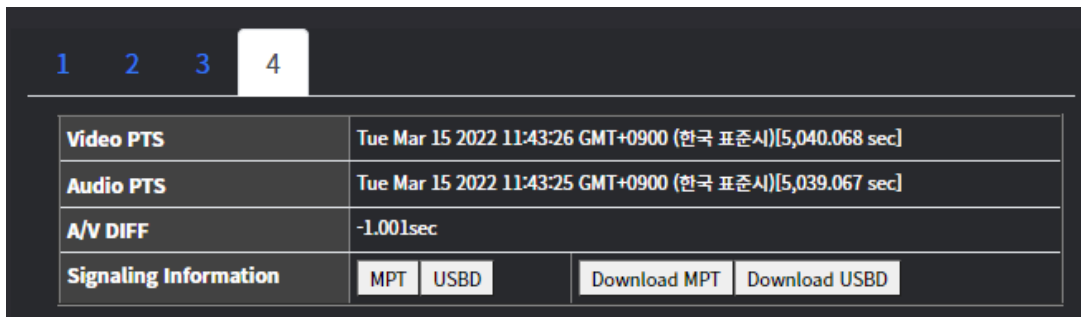 1 2 3 4
Video PTS Tue Mar 15 2022 11:43:26 GMT+0900 (한국 표준시)[5,040.068 sec]
Audio PTS Tue Mar 15 2022 11:43:25 GMT+0900 (한국 표준시)[5,039.067 sec]
A/V DIFF -1.001sec
Signaling Information MPT USBD Download MPT Download USBD